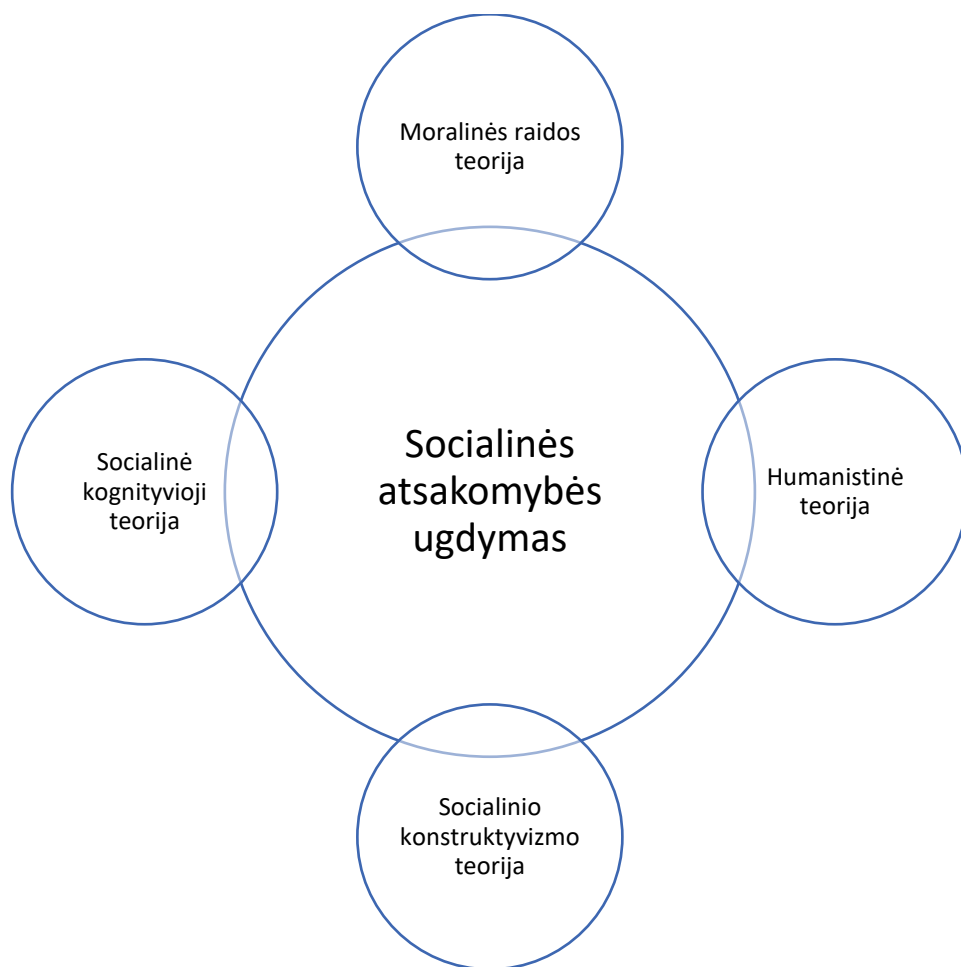 Moralinės raidos
teorija
Socialinė
kognityvioji
teorija
Socialinės
atsakomybės
ugdymas
Humanistinė
teorija
Socialinio
konstruktyvizmo
teorija